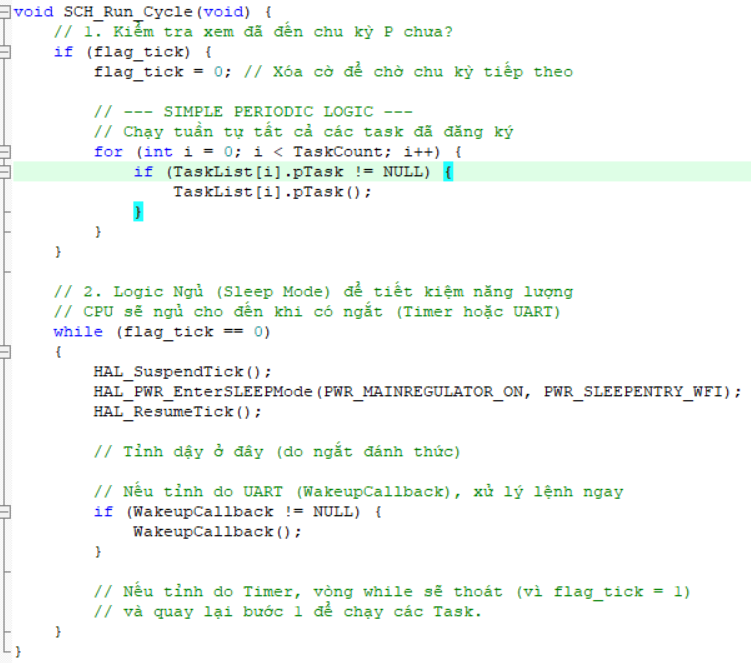 void SCH_Run_Cycle(void) {
    // 1. Kiểm tra xem đã đến chu kỳ P chưa?
    if (flag_tick) {
        flag_tick = 0; // Xóa cờ để chờ chu kỳ tiếp theo

        // --- SIMPLE PERIODIC LOGIC ---
        // Chạy tuần tự tất cả các task đã đăng ký
        for (int i = 0; i < TaskCount; i++) {
            if (TaskList[i].pTask != NULL) {
                TaskList[i].pTask();
            }
        }
    }

    // 2. Logic Ngủ (Sleep Mode) để tiết kiệm năng lượng
    // CPU sẽ ngủ cho đến khi có ngắt (Timer hoặc UART)
    while (flag_tick == 0)
    {
        HAL_SuspendTick();
        HAL_PWR_EnterSLEEPMode(PWR_MAINREGULATOR_ON, PWR_SLEEPENTRY_WFI);
        HAL_ResumeTick();

        // Tỉnh dậy ở đây (do ngắt đánh thức)

        // Nếu tỉnh do UART (WakeupCallback), xử lý lệnh ngay
        if (WakeupCallback != NULL) {
            WakeupCallback();
        }

        // Nếu tỉnh do Timer, vòng while sẽ thoát (vì flag_tick = 1)
        // và quay lại bước 1 để chạy các Task.
    }
}